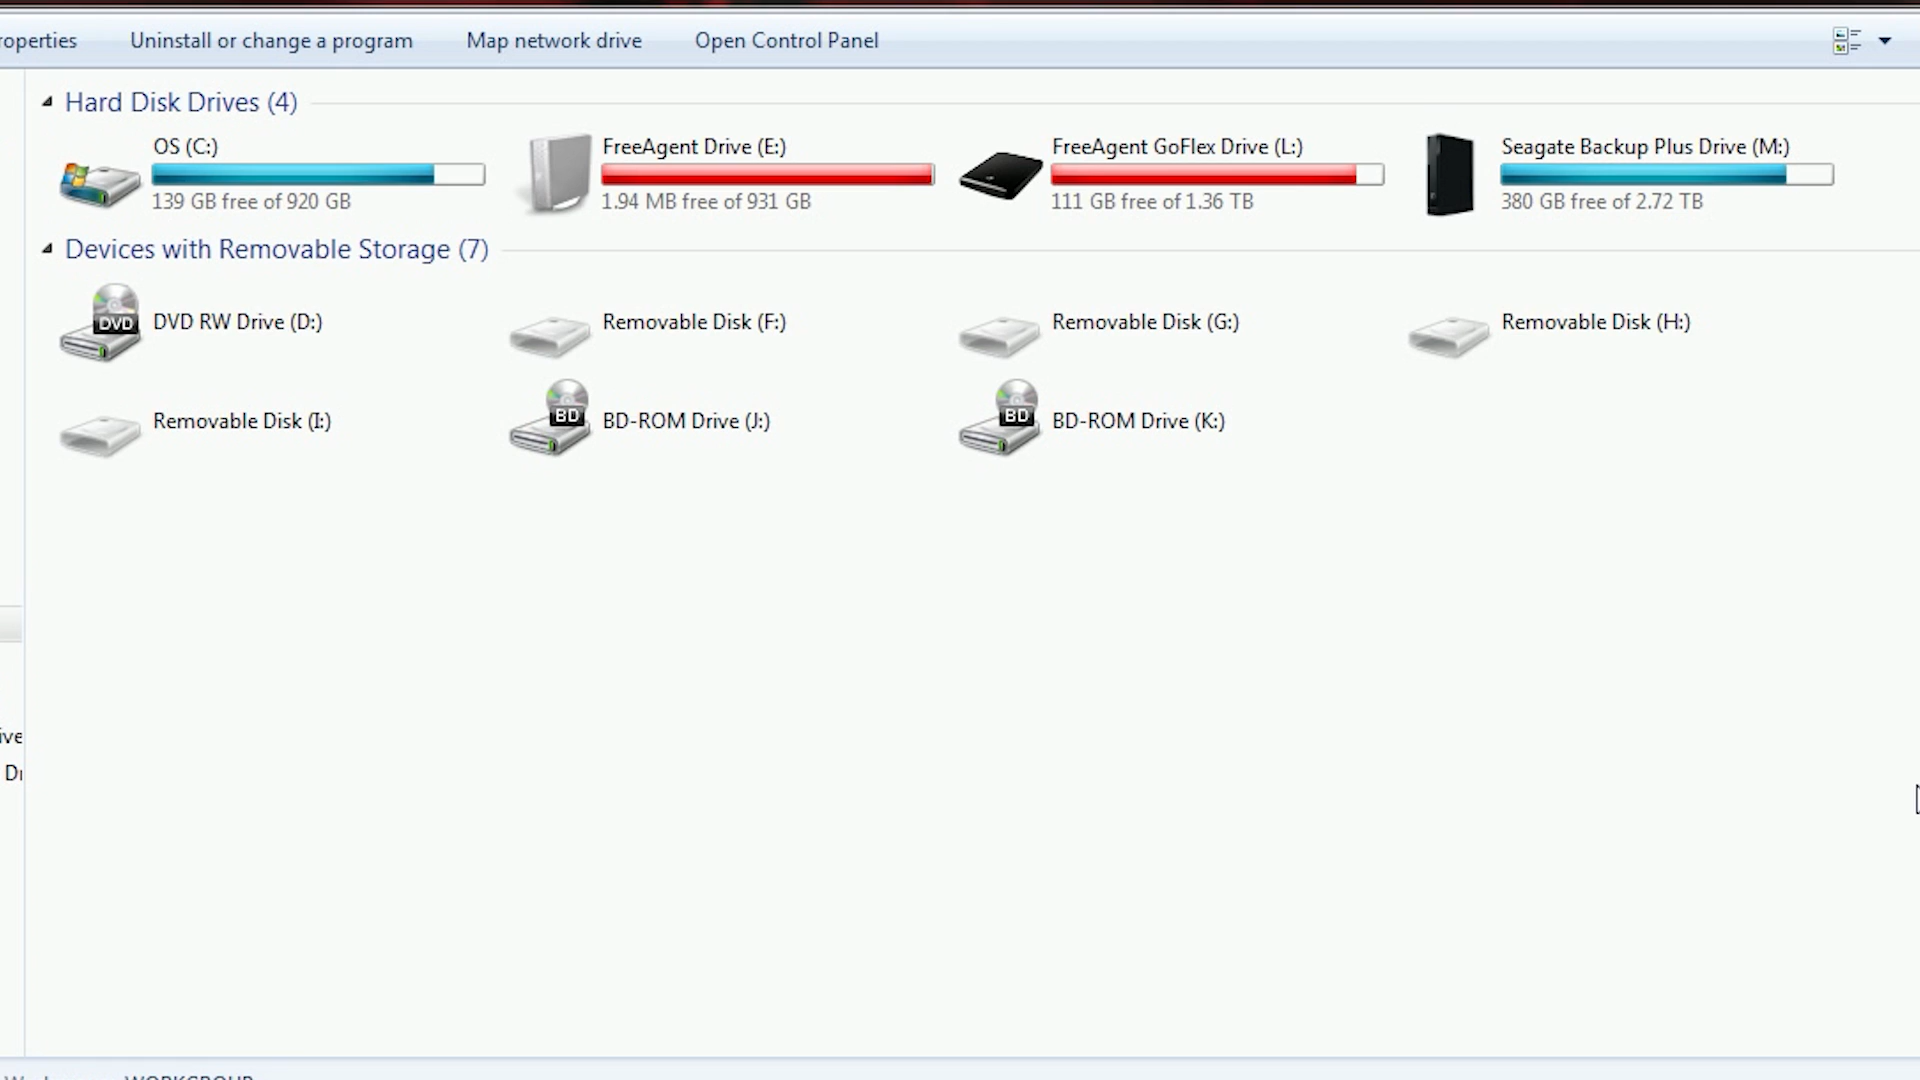 operties Uninstall or change a program Map network drive Open Control Panel
Hard Disk Drives (4)
OS (C:)
139 GB free of 920 GB
FreeAgent Drive (E:)
1.94 MB free of 931 GB
FreeAgent GoFlex Drive (L:)
111 GB free of 1.36 TB
Seagate Backup Plus Drive (M:)
380 GB free of 2.72 TB
Devices with Removable Storage (7)
DVD
DVD RW Drive (D:)
Removable Disk (F:)
Removable Disk (G:)
Removable Disk (H:)
Removable Disk (I:)
BD
BD-ROM Drive (J:)
BD
BD-ROM Drive (K:)
ive
WORKGROUP